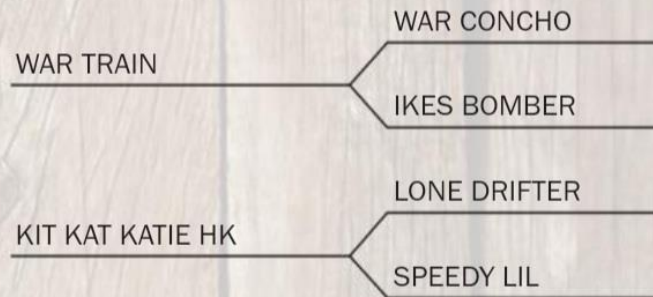 WAR CONCHO
WAR TRAIN
IKES BOMBER
LONE DRIFTER
KIT KAT KATIE HK
SPEEDY LIL